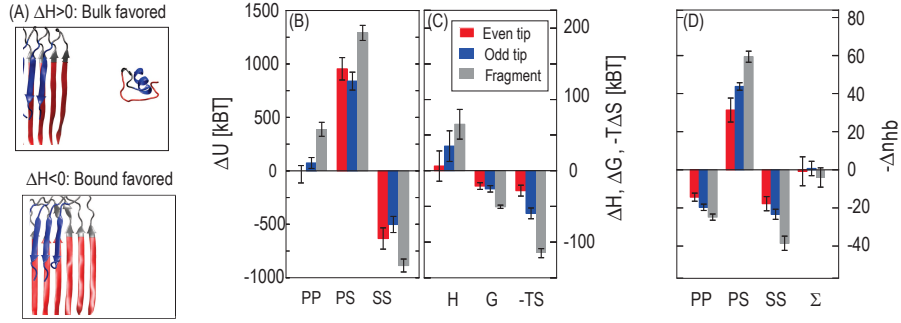 (A) ΔH>0: Bulk favored
ΔH<0: Bound favored
(B)
ΔU [kBT]
1500
1000
500
0
-500
-1000
PP PS SS
(C)
Even tip
Odd tip
Fragment
H G -TS
200
100
0
-100
ΔH, ΔG , -TΔS [kBT]
(D)
PP PS SS Σ
60
40
20
0
-20
-40
-Δηhb